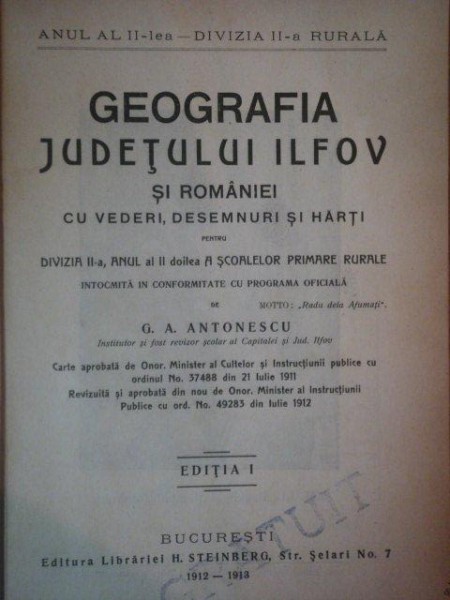 ANUL AL II-lea — DIVIZIA II-a RURALĂ
GEOGRAFIA
JUDEŢULUI ILFOV
ŞI ROMÂNIEI
CU VEDERI, DESEMNURI ŞI HĂRŢI
PENTRU
DIVIZIA II-a, ANUL al II doilea A ŞCOALELOR PRIMARE RURALE
INTOCMITĂ IN CONFORMITATE CU PROGRAMA OFICIALĂ
DE MOTTO: „Radu dela Afumaţi".
G. A. ANTONESCU
Institutor şi fost revizor şcolar al Capitalei şi Jud. Ilfov
Carte aprobată de Onor. Minister al Cultelor şi Instrucţiunii publice cu
ordinul No. 37488 din 21 Iulie 1911
Revizuită şi aprobată din nou de Onor. Minister al Instrucţiunii
Publice cu ord. No. 49283 din Iulie 1912
EDIŢIA I
GRATUIT
BUCUREŞTI
Editura Librăriei H. STEINBERG, Str. Şelari No. 7
1912 — 1913